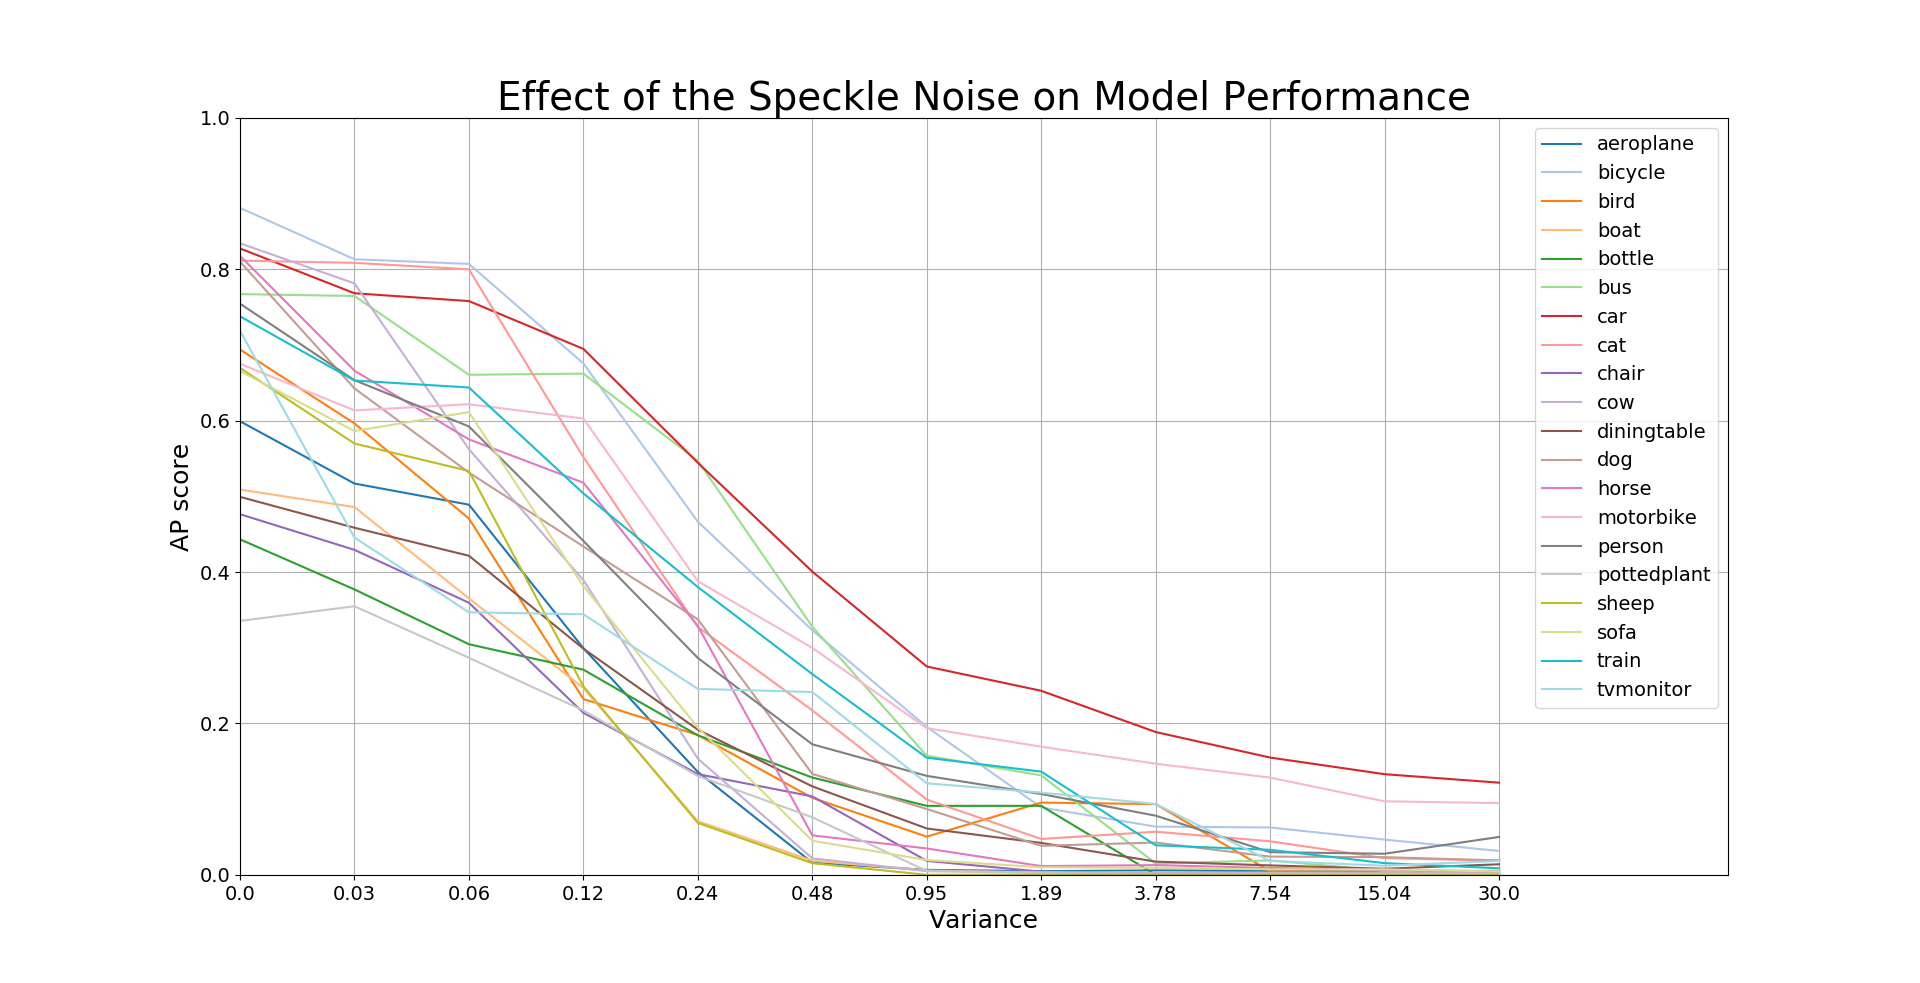 Effect of the Speckle Noise on Model Performance
1.0
0.8
0.6
0.4
0.2
0.0
AP score
0.0 0.03 0.06 0.12 0.24 0.48 0.95 1.89 3.78 7.54 15.04 30.0
Variance
aeroplane
bicycle
bird
boat
bottle
bus
car
cat
chair
cow
diningtable
dog
horse
motorbike
person
pottedplant
sheep
sofa
train
tvmonitor